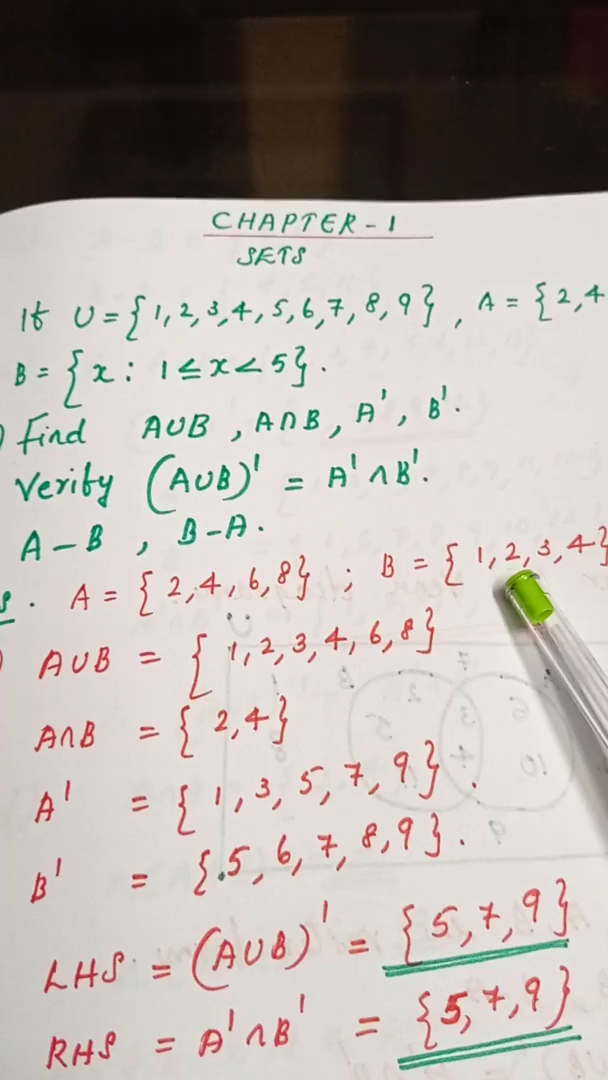 CHAPTER - 1
SETS
If U = {1, 2, 3, 4, 5, 6, 7, 8, 9} , A = {2, 4
B = {x : 1 ≤ x < 5}.
) Find A∪B , A∩B , A' , B'.
Verify (A∪B)' = A' ∩ B'.
A - B , B - A .
s . A = {2, 4, 6, 8} ; B = {1, 2, 3, 4}
) A∪B = {1, 2, 3, 4, 6, 8}
A∩B = {2, 4}
A' = {1, 3, 5, 7, 9} .
B' = {.5, 6, 7, 8, 9} .
LHS = (A∪B)' = {5, 7, 9}
RHS = A' ∩ B' = {5, 7, 9}